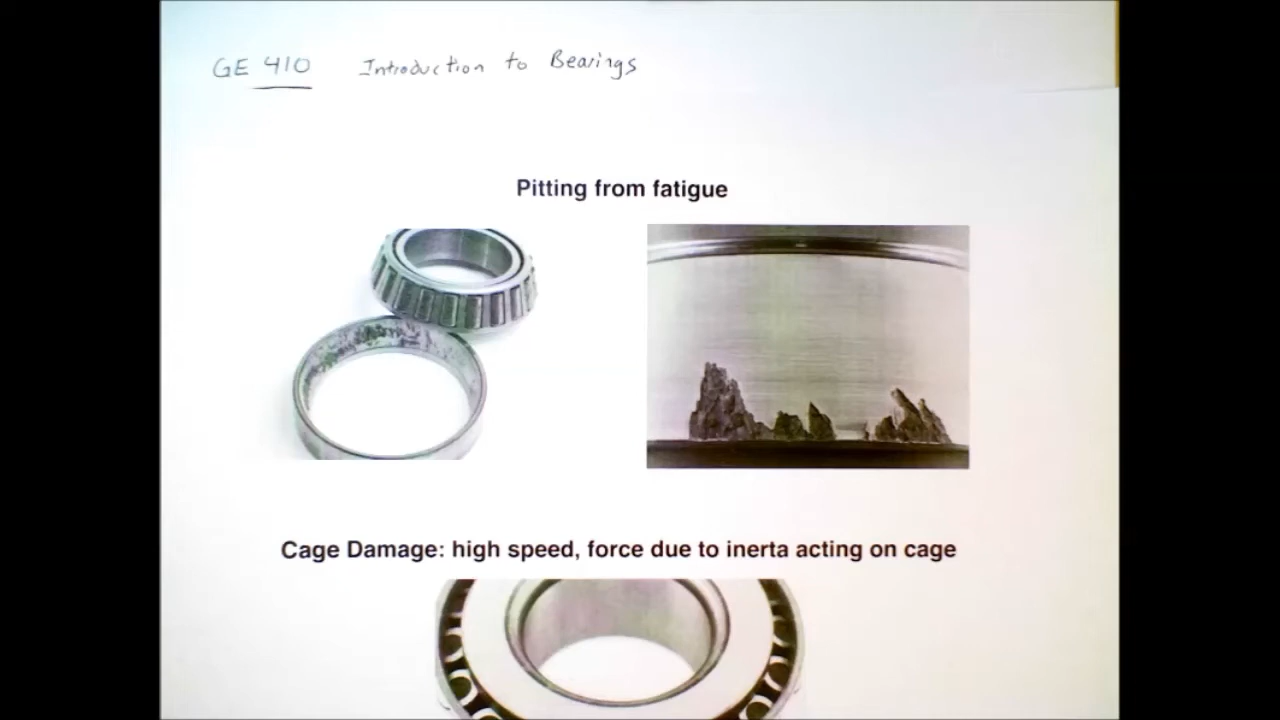 GE 410 Introduction to Bearings
Pitting from fatigue
Cage Damage: high speed, force due to inerta acting on cage